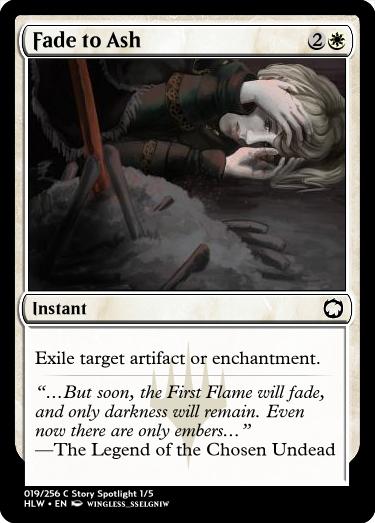 Fade to Ash 2
Instant
Exile target artifact or enchantment.
“…But soon, the First Flame will fade,
and only darkness will remain. Even
now there are only embers…”
—The Legend of the Chosen Undead
019/256 C Story Spotlight 1/5
HLW • EN WINGLESS_SSELGNIW